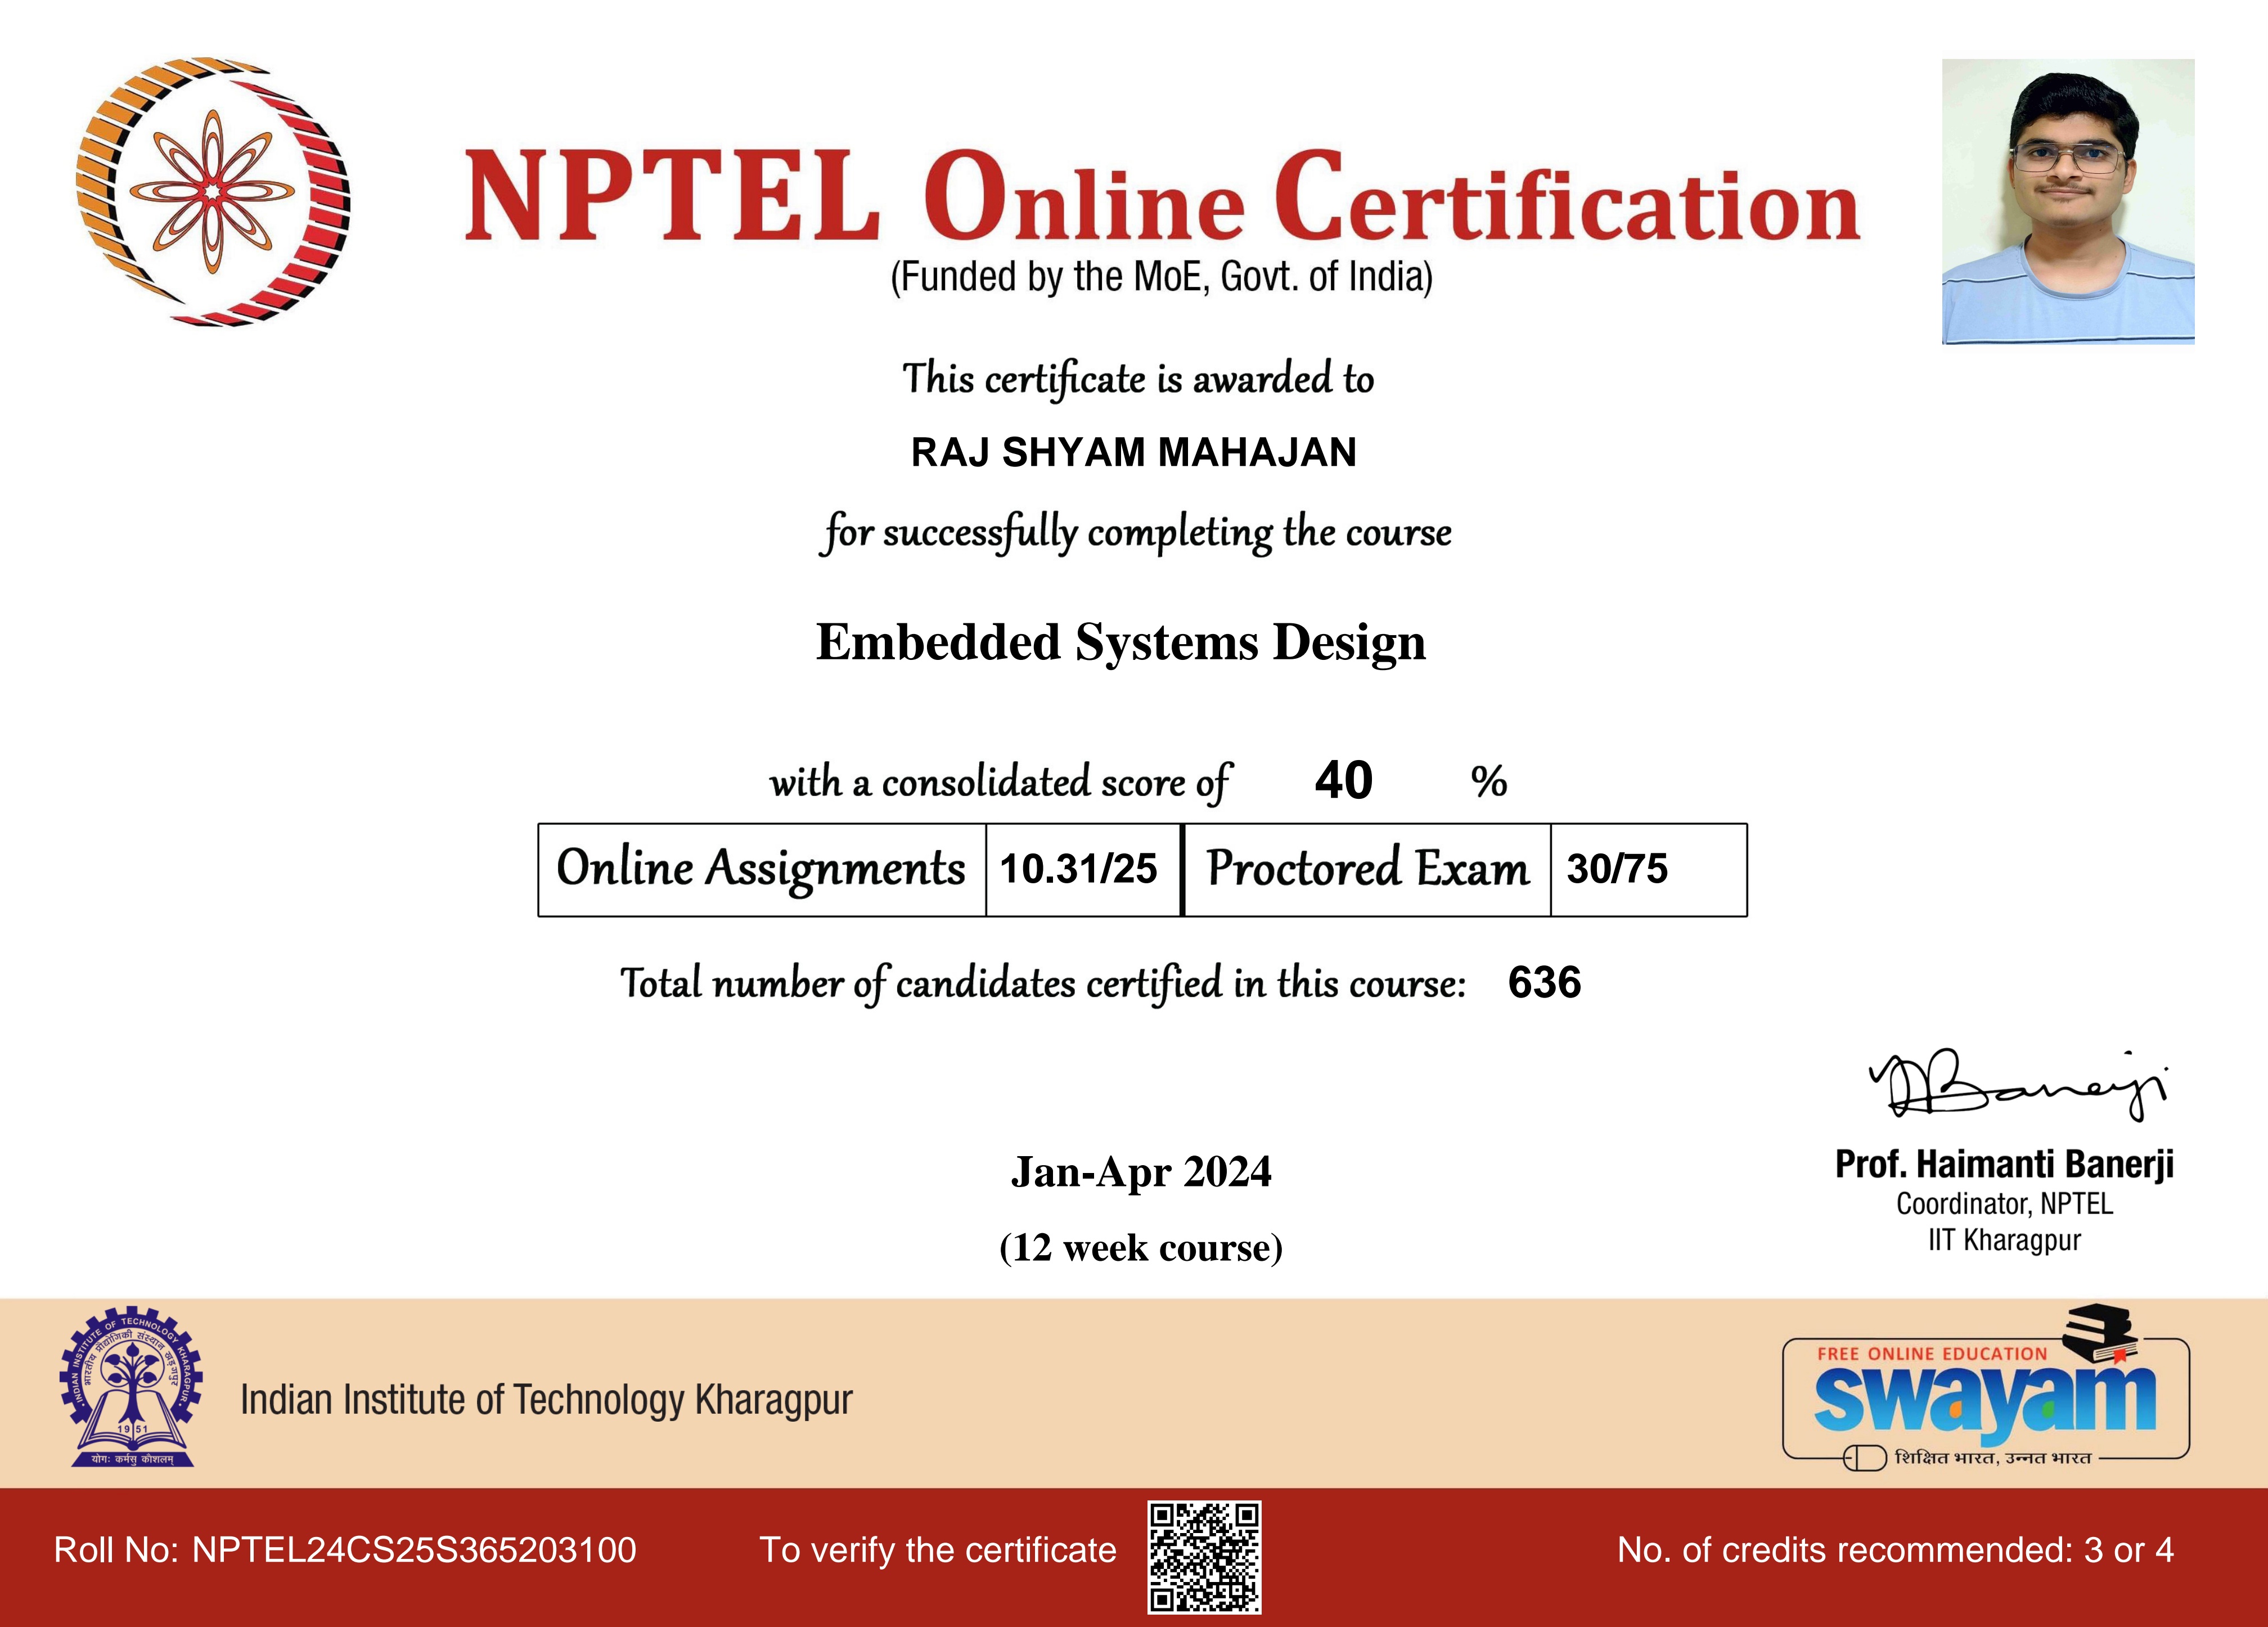 NPTEL Online Certification
(Funded by the MoE, Govt. of India)
This certificate is awarded to
RAJ SHYAM MAHAJAN
for successfully completing the course
Embedded Systems Design
with a consolidated score of 40 %
Online Assignments 10.31/25 Proctored Exam 30/75
Total number of candidates certified in this course: 636
Banerji
Prof. Haimanti Banerji
Coordinator, NPTEL
IIT Kharagpur
Jan-Apr 2024
(12 week course)
INDIAN INSTITUTE OF TECHNOLOGY KHARAGPUR
भारतीय प्रौद्योगिकी संस्थान खड़गपुर
19 51
योगः कर्मसु कौशलम्
Indian Institute of Technology Kharagpur
FREE ONLINE EDUCATION
swayam
शिक्षित भारत, उन्नत भारत
Roll No: NPTEL24CS25S365203100 To verify the certificate No. of credits recommended: 3 or 4